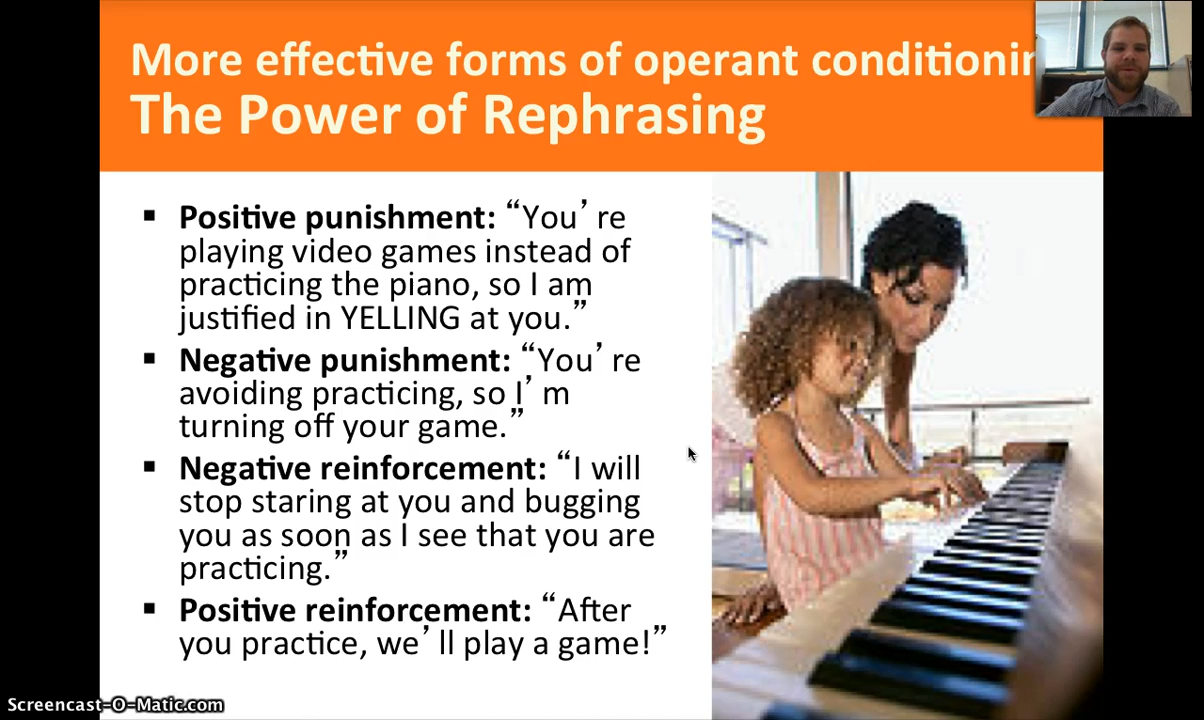 More effective forms of operant conditionin
The Power of Rephrasing
▪ Positive punishment: “You’ re
playing video games instead of
practicing the piano, so I am
justified in YELLING at you.”
▪ Negative punishment: “You’ re
avoiding practicing, so I’ m
turning off your game.”
▪ Negative reinforcement: “I will
stop staring at you and bugging
you as soon as I see that you are
practicing.”
▪ Positive reinforcement: “After
you practice, we’ ll play a game!”
Screencast-O-Matic.com